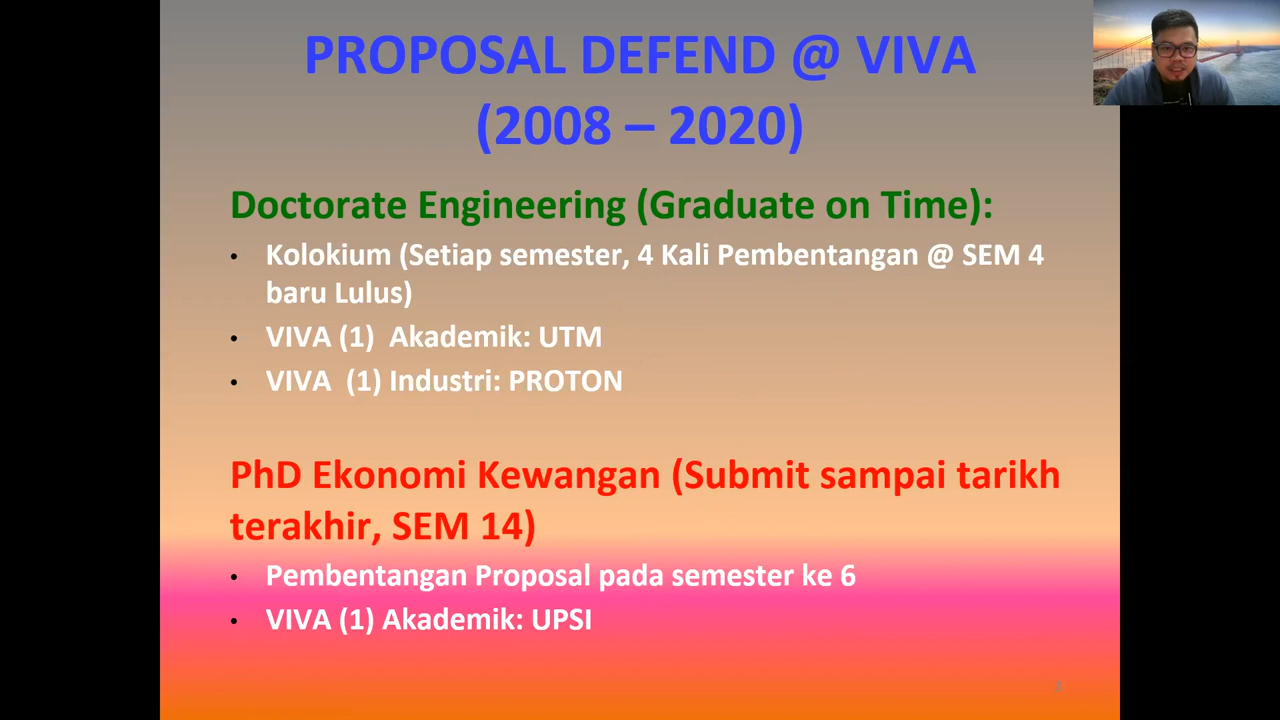 PROPOSAL DEFEND @ VIVA
(2008 – 2020)
Doctorate Engineering (Graduate on Time):
• Kolokium (Setiap semester, 4 Kali Pembentangan @ SEM 4
baru Lulus)
• VIVA (1) Akademik: UTM
• VIVA (1) Industri: PROTON
PhD Ekonomi Kewangan (Submit sampai tarikh
terakhir, SEM 14)
• Pembentangan Proposal pada semester ke 6
• VIVA (1) Akademik: UPSI